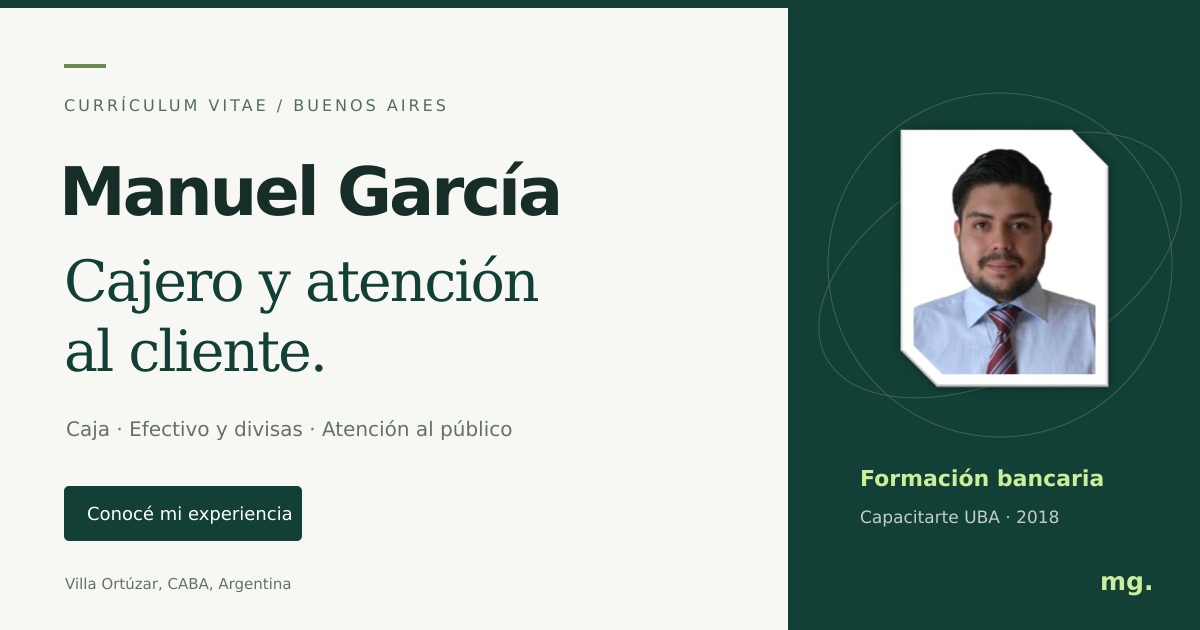 CURRÍCULUM VITAE / BUENOS AIRES
Manuel García
Cajero y atención
al cliente.
Caja · Efectivo y divisas · Atención al público
Conocé mi experiencia
Villa Ortúzar, CABA, Argentina
Formación bancaria
Capacitarte UBA · 2018
mg.